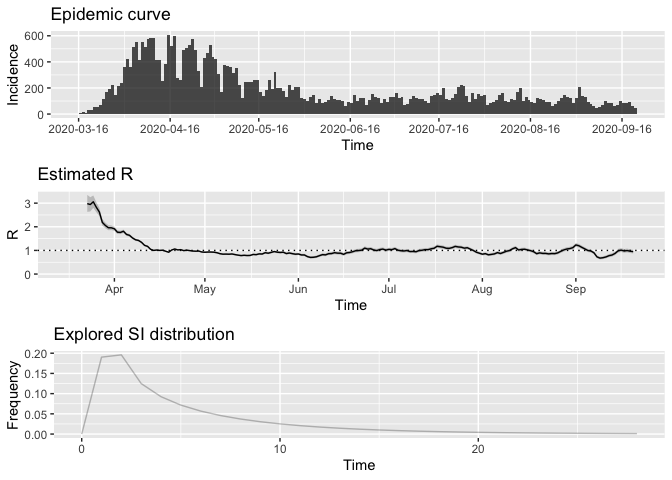 Epidemic curve
600
400
200
0
Incidence
2020-03-16 2020-04-16 2020-05-16 2020-06-16 2020-07-16 2020-08-16 2020-09-16
Time
Estimated R
3
2
1
0
R
Apr May Jun Jul Aug Sep
Time
Explored SI distribution
0.20
0.15
0.10
0.05
0.00
Frequency
0 10 20
Time